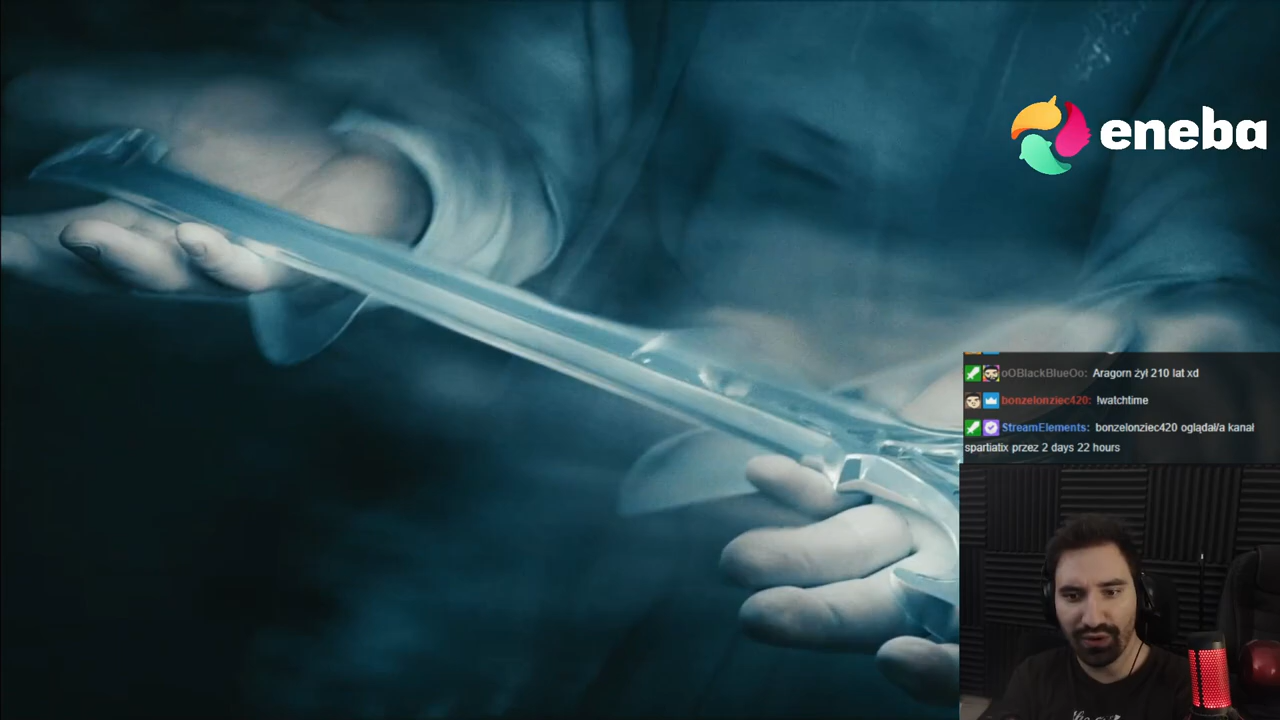 eneba
oOBlackBlueOo: Aragorn żył 210 lat xd
bonzelonziec420: !watchtime
StreamElements: bonzelonziec420 oglądał/a kanał
spartiatix przez 2 days 22 hours